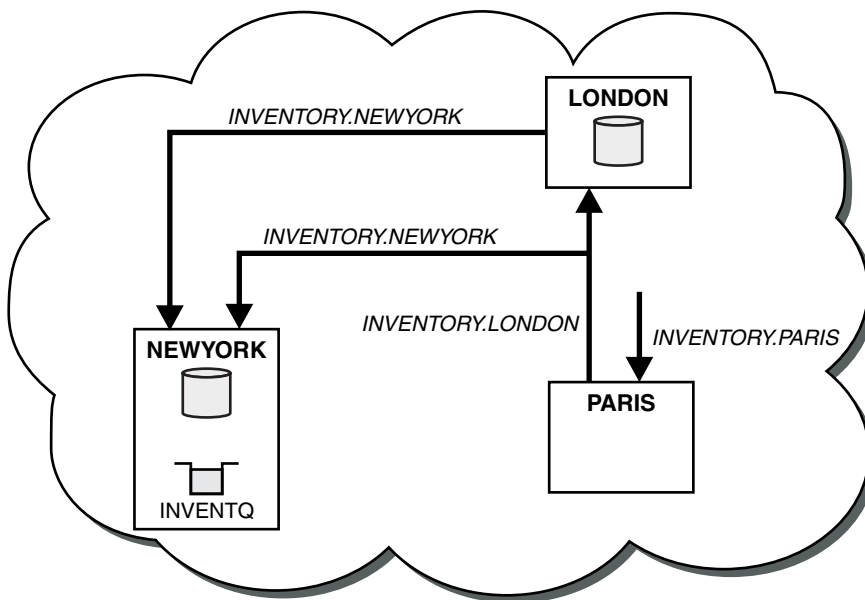 LONDON
INVENTORY.NEWYORK
INVENTORY.NEWYORK
INVENTORY.LONDON
INVENTORY.PARIS
NEWYORK
PARIS
INVENTQ